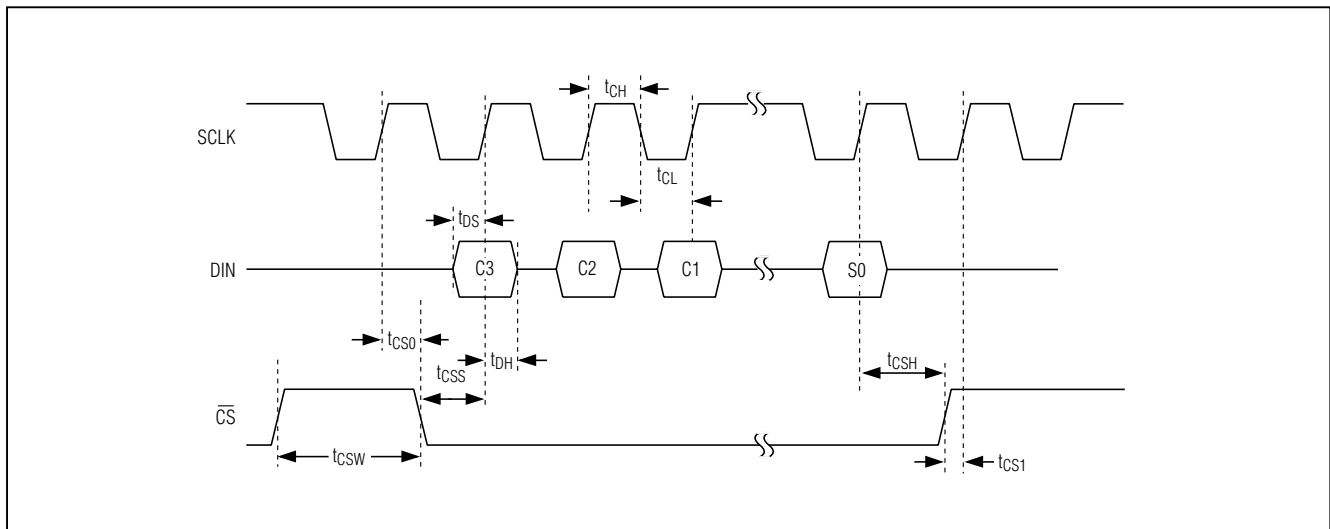 tCH
SCLK
tCL
tDS
DIN
C3
C2
C1
S0
tCS0
tDH
tCSS
tCSH
CS
tCSW
tCS1